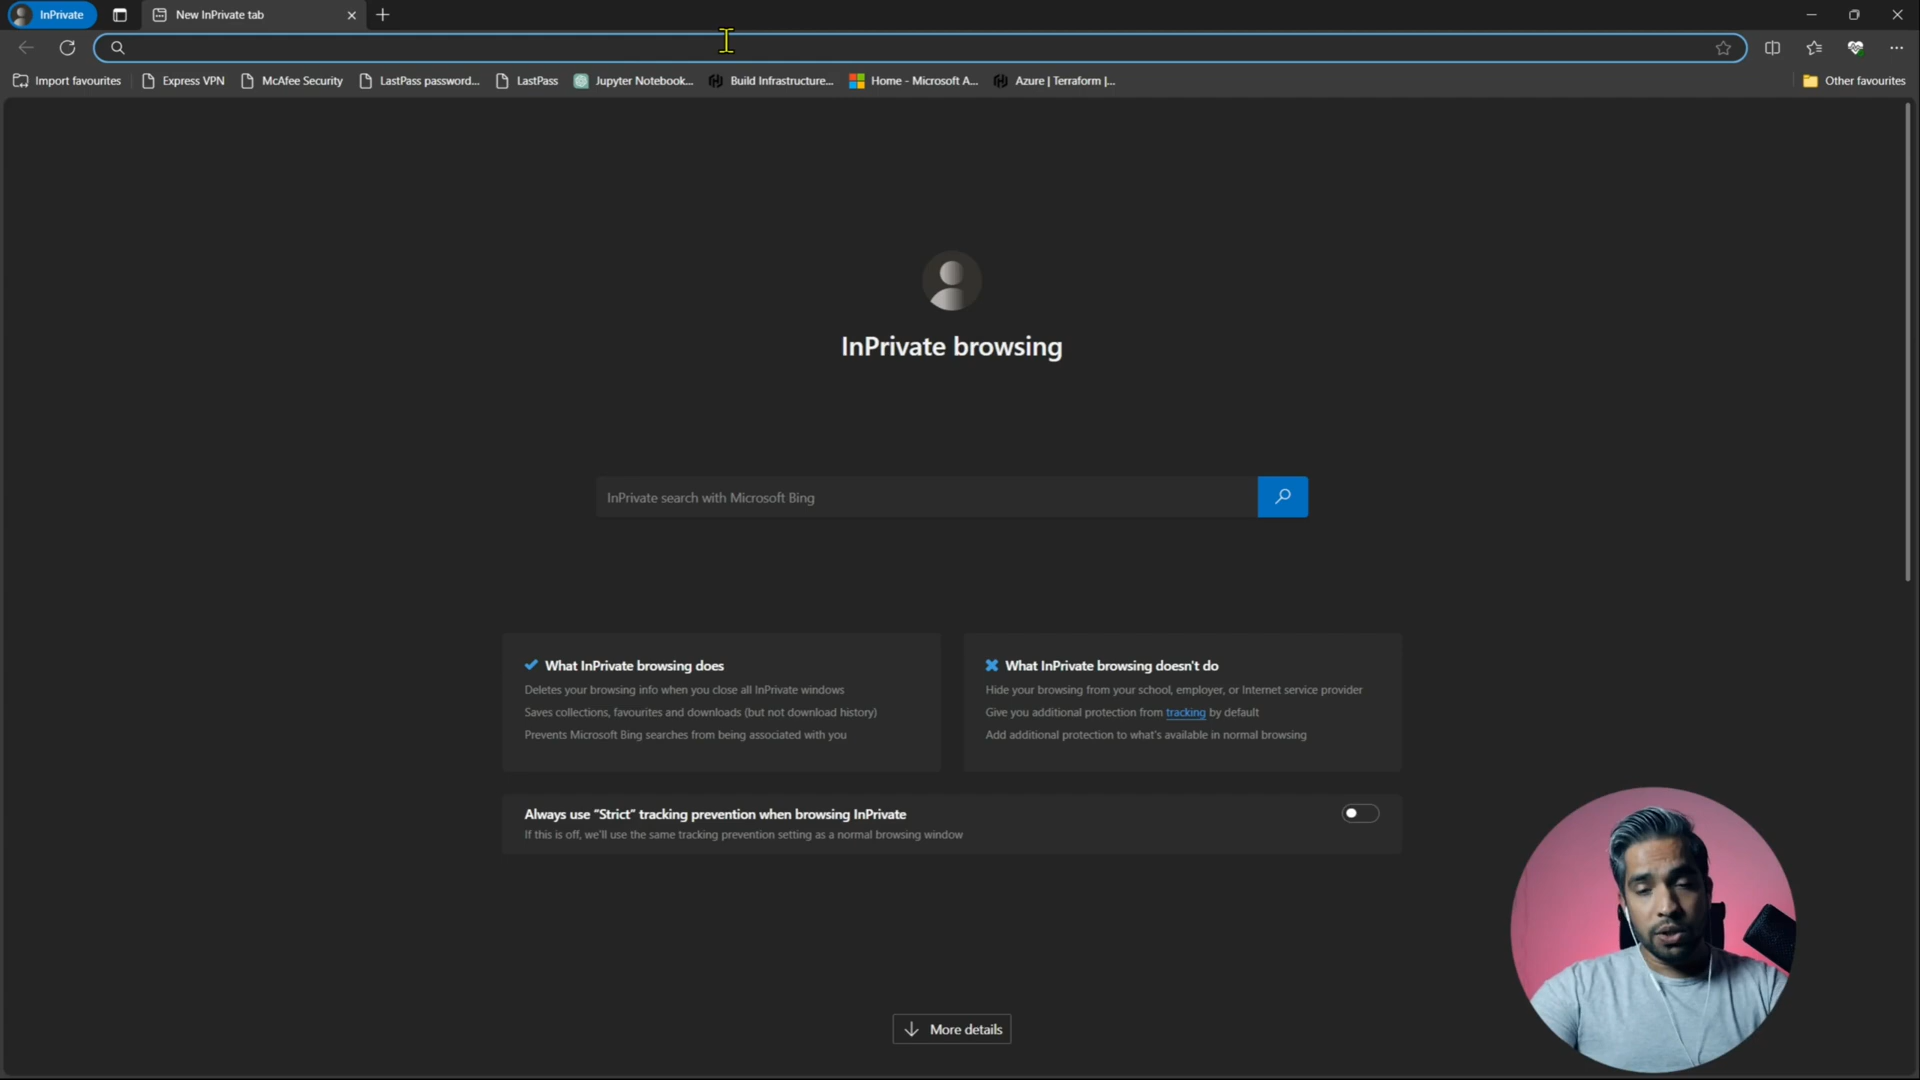 InPrivate
New InPrivate tab
Import favourites
Express VPN
McAfee Security
LastPass password...
LastPass
Jupyter Notebook...
Build Infrastructure...
Home - Microsoft A...
Azure | Terraform |...
Other favourites
InPrivate browsing
InPrivate search with Microsoft Bing
What InPrivate browsing does
Deletes your browsing info when you close all InPrivate windows
Saves collections, favourites and downloads (but not download history)
Prevents Microsoft Bing searches from being associated with you
What InPrivate browsing doesn't do
Hide your browsing from your school, employer, or Internet service provider
Give you additional protection from tracking by default
Add additional protection to what's available in normal browsing
Always use “Strict” tracking prevention when browsing InPrivate
If this is off, we'll use the same tracking prevention setting as a normal browsing window
More details